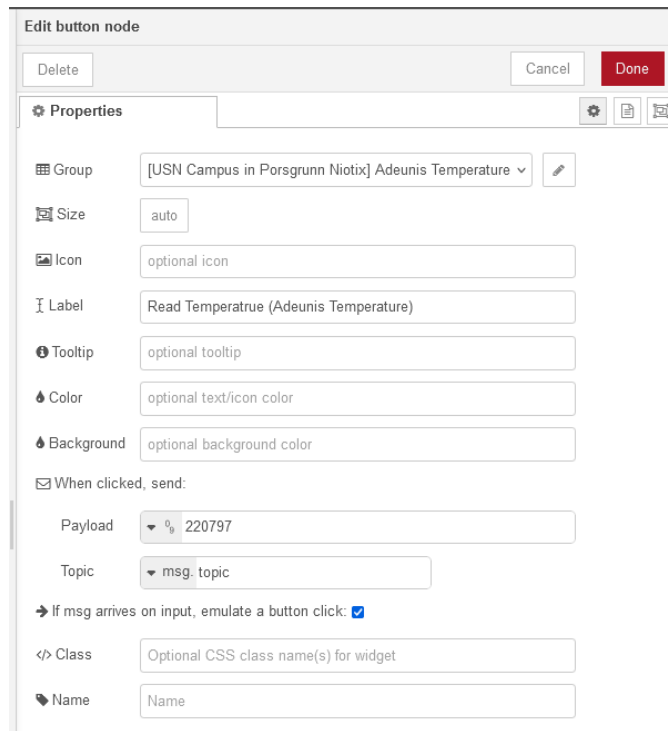 Edit button node
Delete Cancel Done
Properties
Group [USN Campus in Porsgrunn Niotix] Adeunis Temperature
Size auto
Icon optional icon
Label Read Temperatrue (Adeunis Temperature)
Tooltip optional tooltip
Color optional text/icon color
Background optional background color
When clicked, send:
Payload 220797
Topic msg. topic
If msg arrives on input, emulate a button click:
Class Optional CSS class name(s) for widget
Name Name